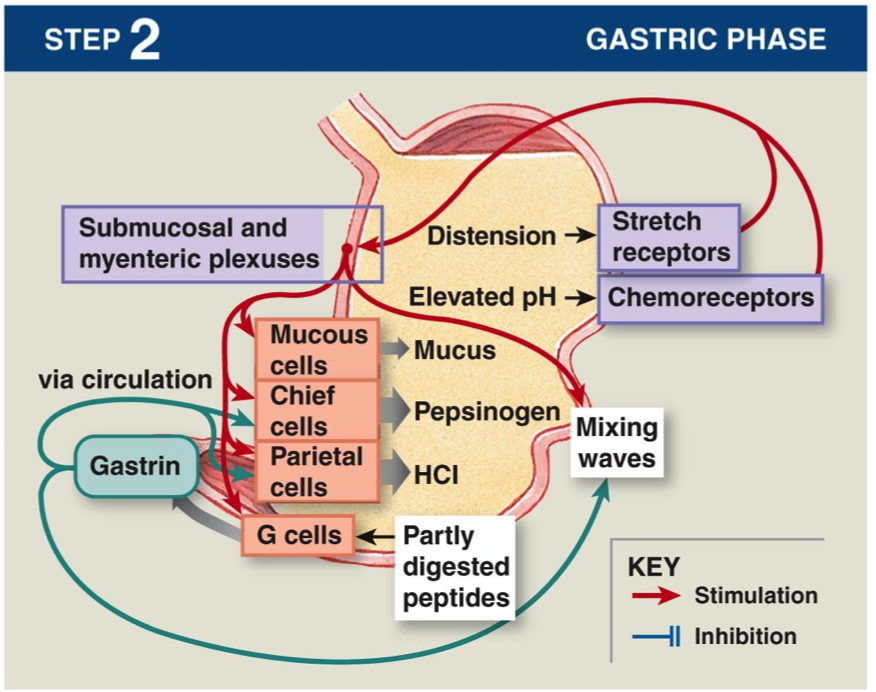 STEP 2
GASTRIC PHASE
Submucosal and
myenteric plexuses
Distension
Stretch
receptors
Elevated pH
Chemoreceptors
Mucous
cells
Mucus
via circulation
Chief
cells
Pepsinogen
Mixing
waves
Gastrin
Parietal
cells
HCl
G cells
Partly
digested
peptides
KEY
Stimulation
Inhibition